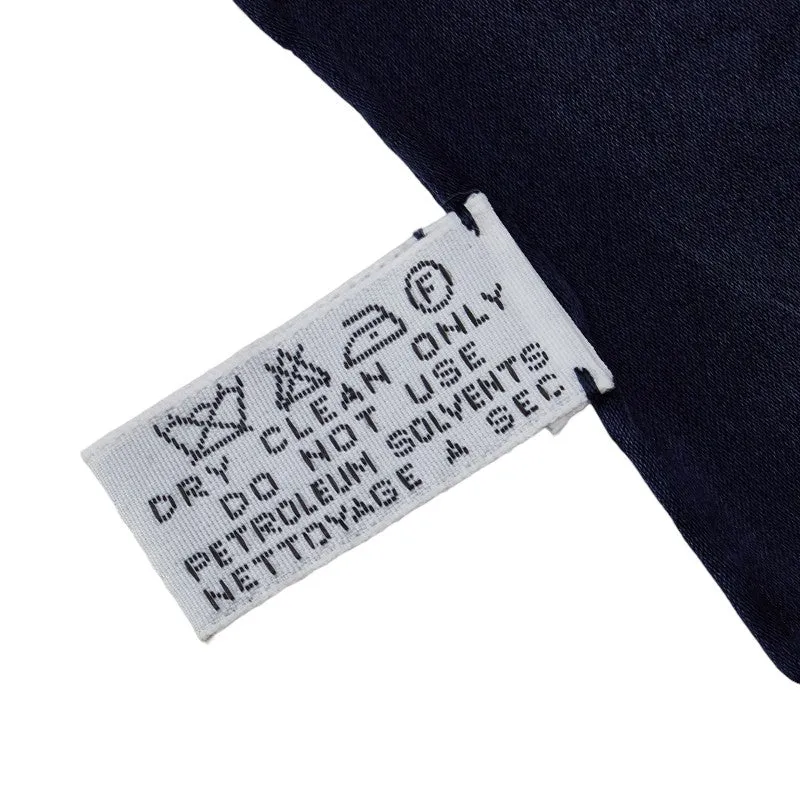 F
DRY CLEAN ONLY
DO NOT USE
PETROLEUM SOLVENTS
NETTOYAGE A SEC